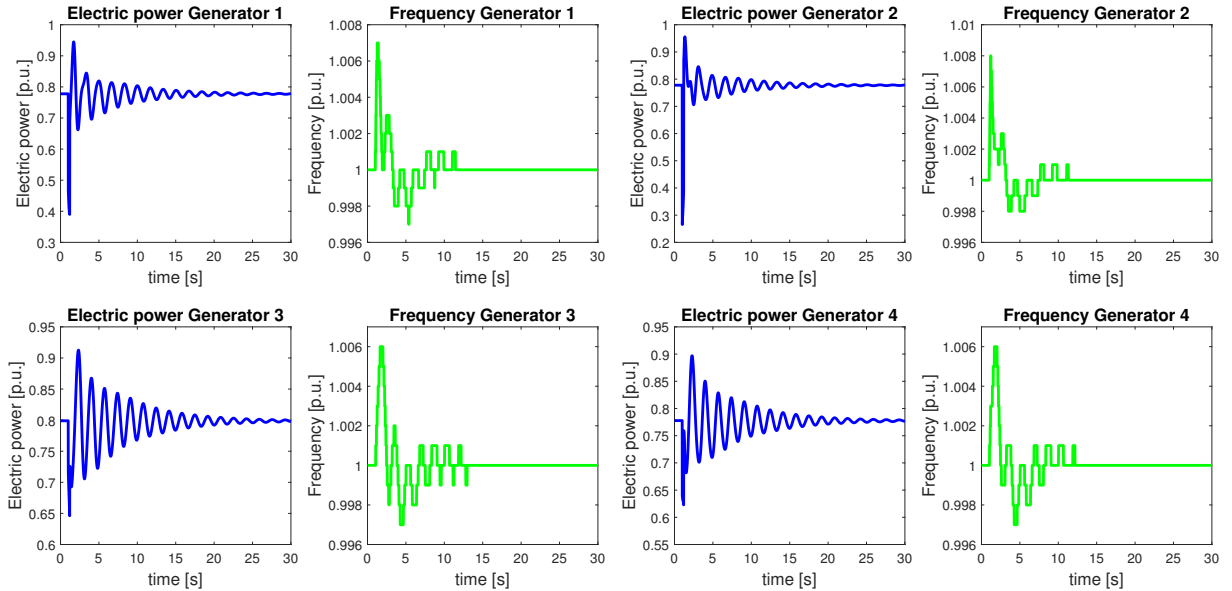 Electric power Generator 1
Electric power [p.u.]
1
0.9
0.8
0.7
0.6
0.5
0.4
0.3
0 5 10 15 20 25 30
time [s]
Frequency Generator 1
Frequency [p.u.]
1.008
1.006
1.004
1.002
1
0.998
0.996
0 5 10 15 20 25 30
time [s]
Electric power Generator 2
Electric power [p.u.]
1
0.9
0.8
0.7
0.6
0.5
0.4
0.3
0.2
0 5 10 15 20 25 30
time [s]
Frequency Generator 2
Frequency [p.u.]
1.01
1.008
1.006
1.004
1.002
1
0.998
0.996
0 5 10 15 20 25 30
time [s]
Electric power Generator 3
Electric power [p.u.]
0.95
0.9
0.85
0.8
0.75
0.7
0.65
0.6
0 5 10 15 20 25 30
time [s]
Frequency Generator 3
Frequency [p.u.]
1.006
1.004
1.002
1
0.998
0.996
0 5 10 15 20 25 30
time [s]
Electric power Generator 4
Electric power [p.u.]
0.95
0.9
0.85
0.8
0.75
0.7
0.65
0.6
0.55
0 5 10 15 20 25 30
time [s]
Frequency Generator 4
Frequency [p.u.]
1.006
1.004
1.002
1
0.998
0.996
0 5 10 15 20 25 30
time [s]